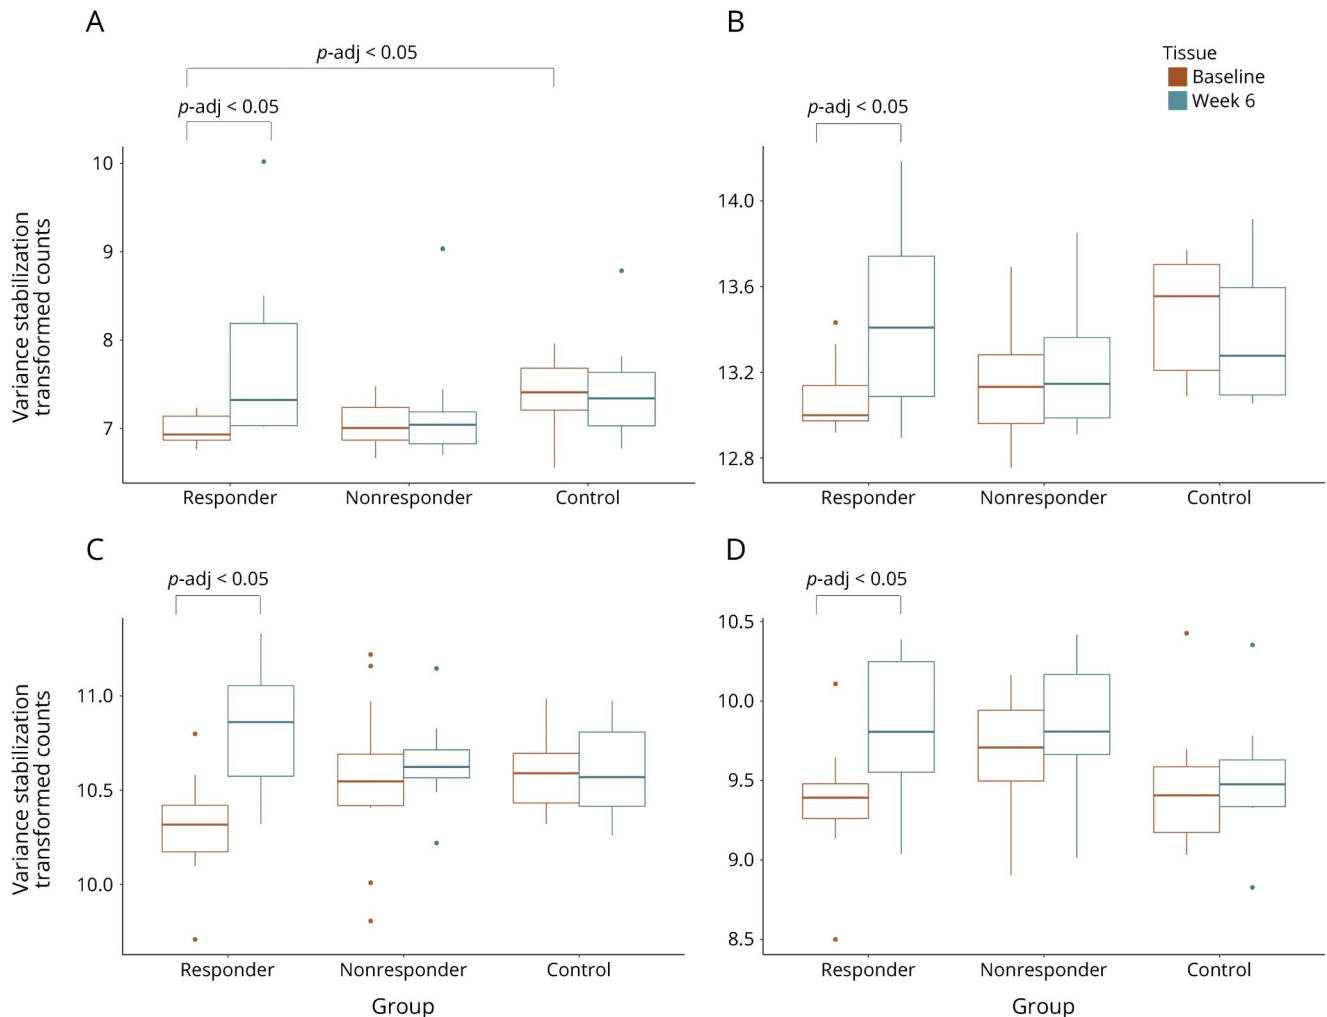 A
p-adj < 0.05
p-adj < 0.05
Variance stabilization
transformed counts
10
9
8
7
Responder
Nonresponder
Control
B
Tissue
Baseline
Week 6
p-adj < 0.05
14.0
13.6
13.2
12.8
Responder
Nonresponder
Control
C
p-adj < 0.05
Variance stabilization
transformed counts
11.0
10.5
10.0
Responder
Nonresponder
Control
Group
D
p-adj < 0.05
10.5
10.0
9.5
9.0
8.5
Responder
Nonresponder
Control
Group